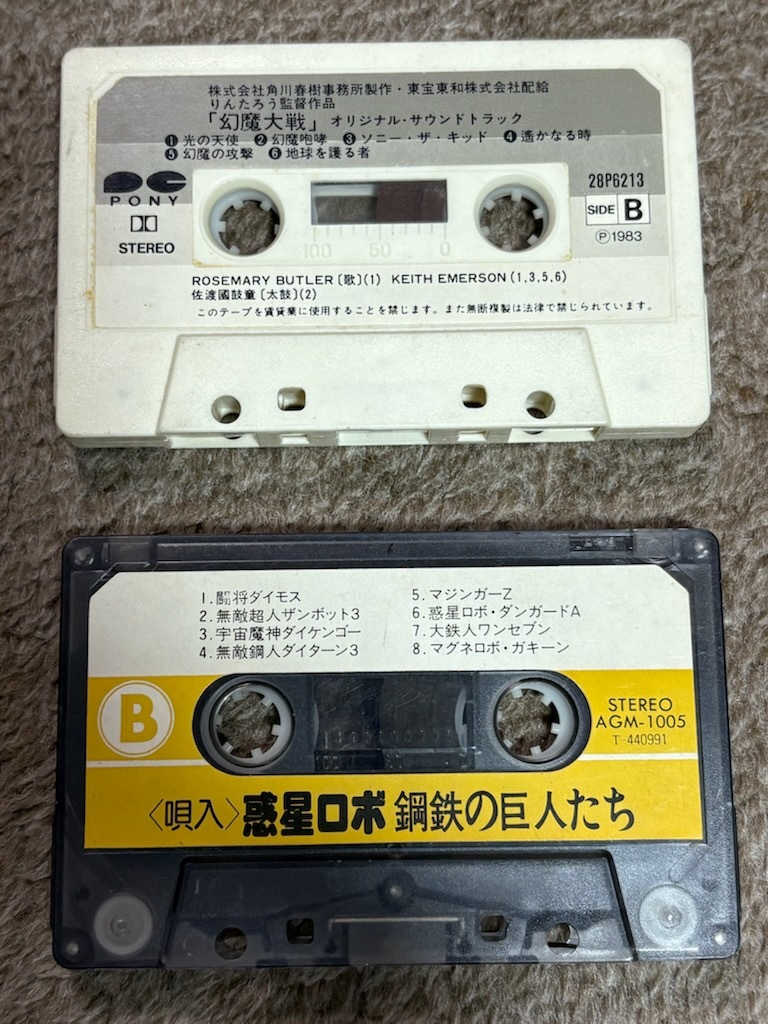 株式会社角川春樹事務所製作・東宝東和株式会社配給
りんたろう監督作品
「幻魔大戦」オリジナル・サウンドトラック
❶光の天使 ❷幻魔咆哮 ❸ソニー・ザ・キッド ❹遙かなる時
❺幻魔の攻撃 ❻地球を護る者
PONY
STEREO
28P6213
SIDE B
Ⓟ1983
100 50 0
ROSEMARY BUTLER〔歌〕(1) KEITH EMERSON(1,3,5,6)
佐渡國鼓童〔太鼓〕(2)
このテープを賃貸業に使用することを禁じます。また無断複製は法律で禁じられています。
1.闘将ダイモス
2.無敵超人ザンボット3
3.宇宙魔神ダイケンゴー
4.無敵鋼人ダイターン3
5.マジンガーZ
6.惑星ロボ・ダンガードA
7.大鉄人ワンセブン
8.マグネロボ・ガキーン
B
STEREO
AGM-1005
T-440991
〈唄入〉惑星ロボ 鋼鉄の巨人たち